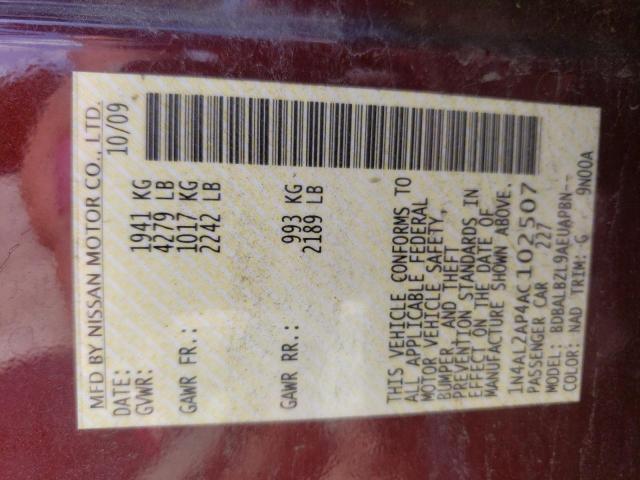 MFD BY NISSAN MOTOR CO., LTD.
DATE: 10/09
GVWR: 1941 KG
4279 LB
GAWR FR.: 1017 KG
2242 LB
GAWR RR.: 993 KG
2189 LB
THIS VEHICLE CONFORMS TO
ALL APPLICABLE FEDERAL
MOTOR VEHICLE SAFETY,
BUMPER, AND THEFT
PREVENTION STANDARDS IN
EFFECT ON THE DATE OF
MANUFACTURE SHOWN ABOVE.
1N4AL2AP4AC102507
PASSENGER CAR 227
MODEL: BDBALBZL9AEUAPBN--
COLOR: NAD TRIM: G 9N00A